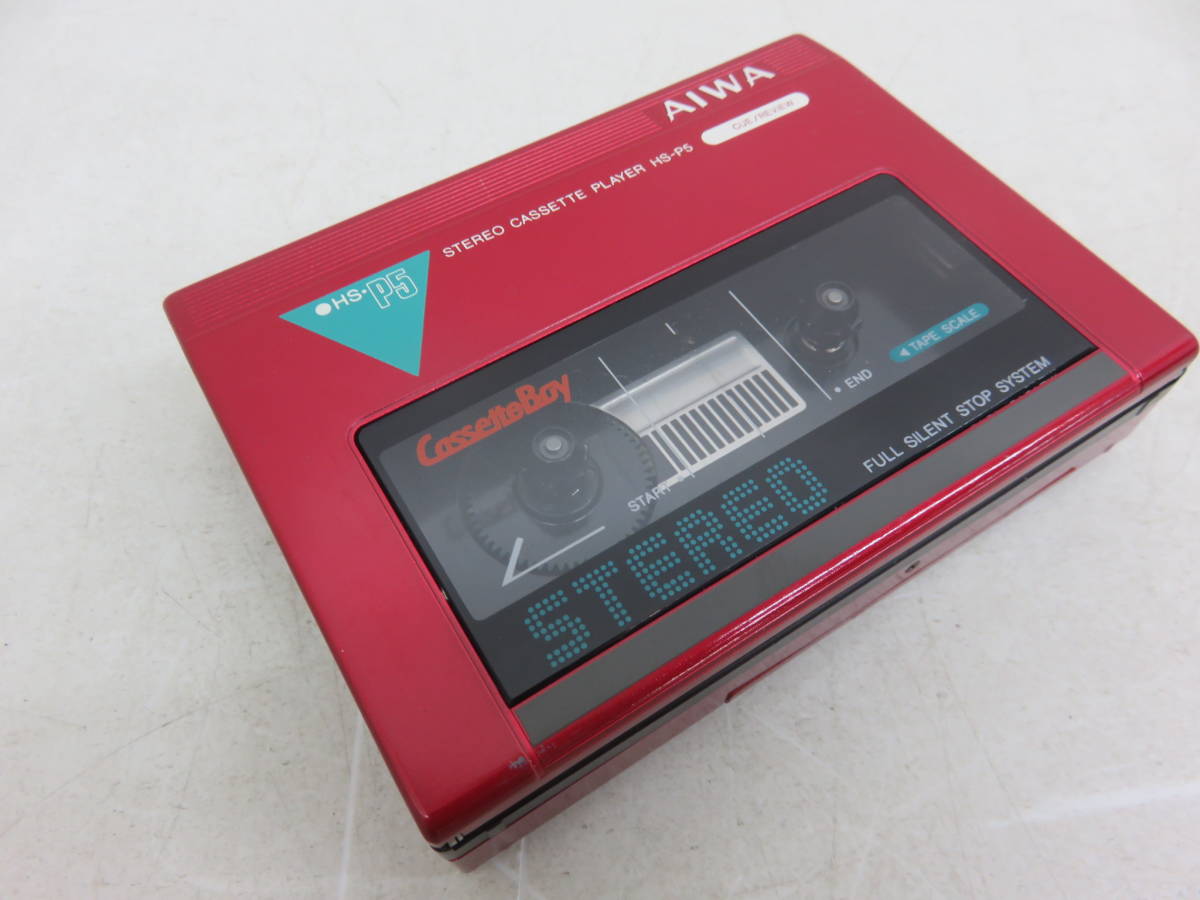 AIWA
CUE/REVIEW
STEREO CASSETTE PLAYER HS-P5
●HS•P5
CassetteBoy
START
• END
◀ TAPE SCALE
STEREO
FULL SILENT STOP SYSTEM